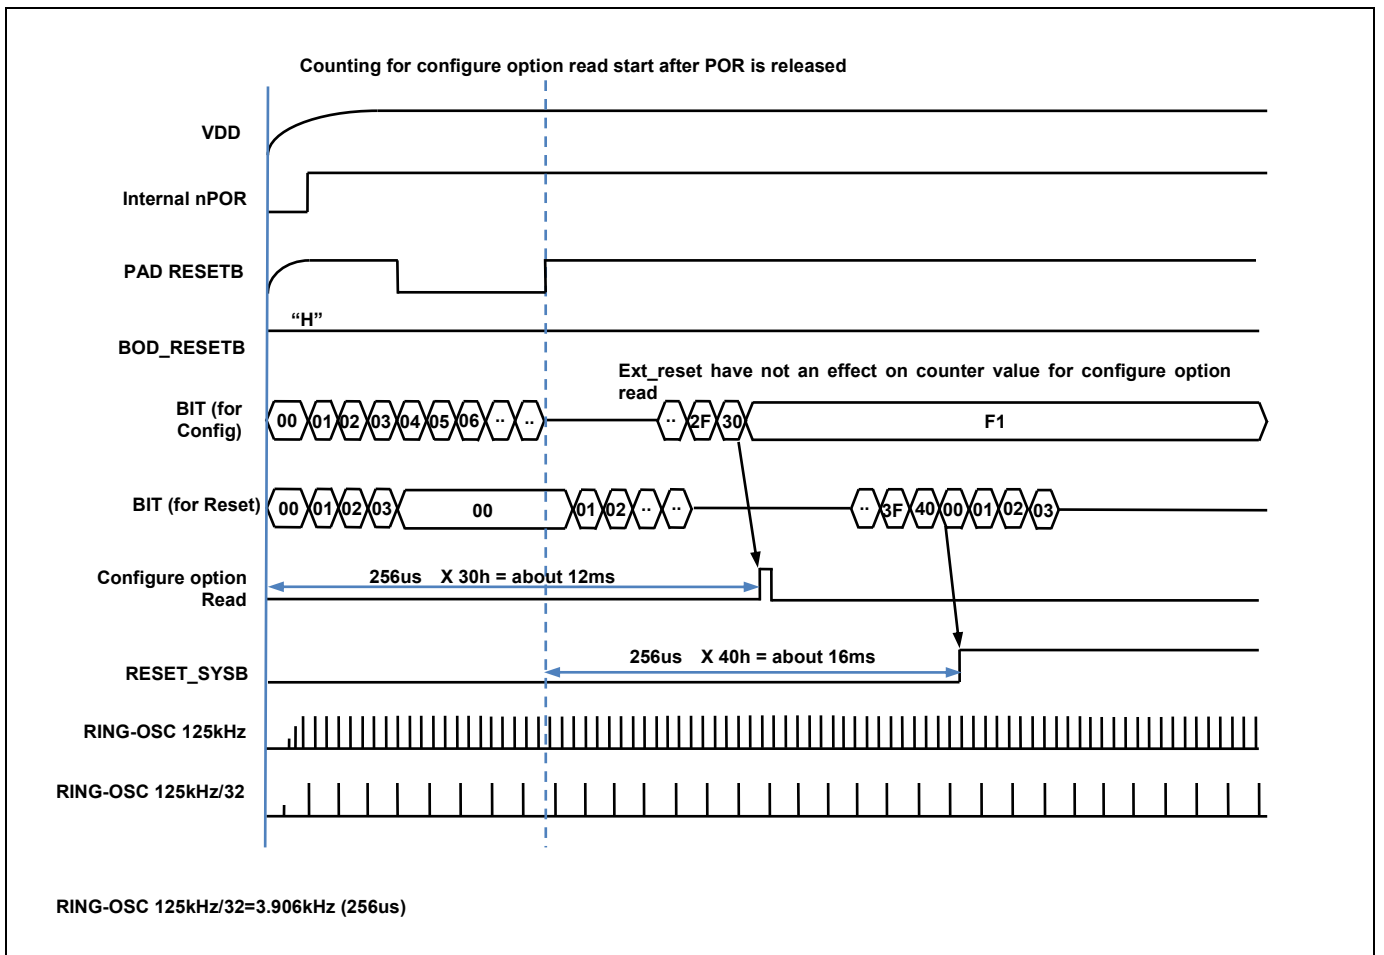 Counting for configure option read start after POR is released
VDD
Internal nPOR
PAD RESETB
“H”
BOD_RESETB
Ext_reset have not an effect on counter value for configure option
read
BIT (for
Config)
00 01 02 03 04 05 06 .. .. .. 2F 30 F1
BIT (for Reset)
00 01 02 03 00 01 02 .. .. .. 3F 40 00 01 02 03
Configure option
Read
256us X 30h = about 12ms
256us X 40h = about 16ms
RESET_SYSB
RING-OSC 125kHz
RING-OSC 125kHz/32
RING-OSC 125kHz/32=3.906kHz (256us)